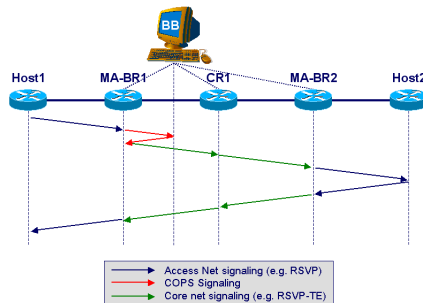 BB
Host1 MA-BR1 CR1 MA-BR2 Host2
Access Net signaling (e.g. RSVP)
COPS Signaling
Core net signaling (e.g. RSVP-TE)